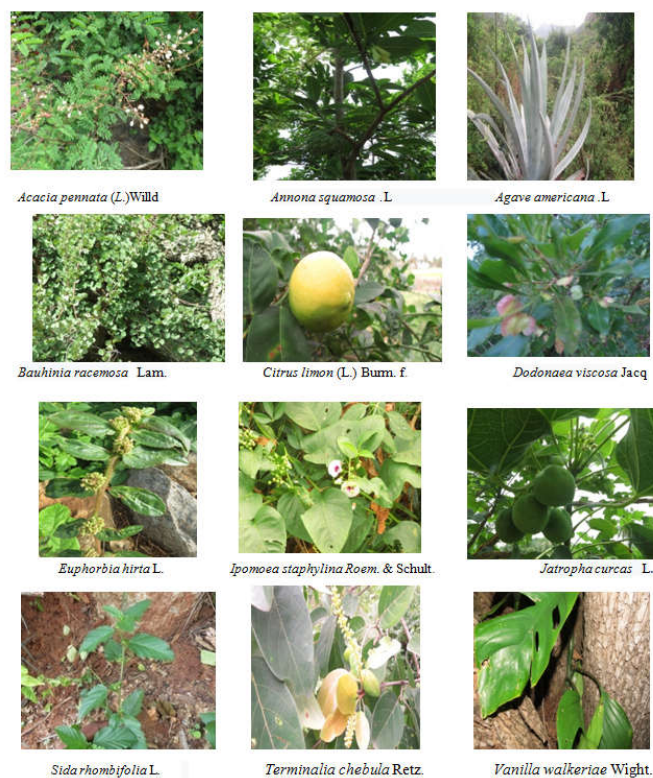 Acacia pennata (L.)Willd
Annona squamosa .L
Agave americana .L
Bauhinia racemosa Lam.
Citrus limon (L.) Burm. f.
Dodonaea viscosa Jacq
Euphorbia hirta L.
Ipomoea staphylina Roem. & Schult.
Jatropha curcas L.
Sida rhombifolia L.
Terminalia chebula Retz.
Vanilla walkeriae Wight.